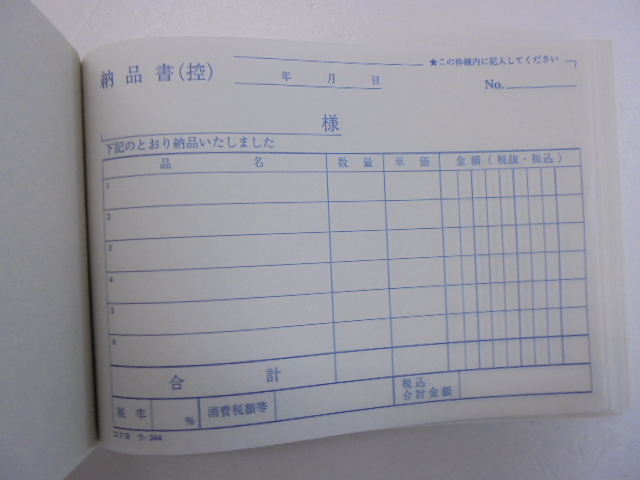 ★この枠線内に記入してください
納品書(控)
年 月 日
No.
様
下記のとおり納品いたしました
品 名 数量 単価 金額(税抜・税込)
1
2
3
4
5
6
合 計
税率 % 消費税額等 税込合計金額
コクヨ ウ-344